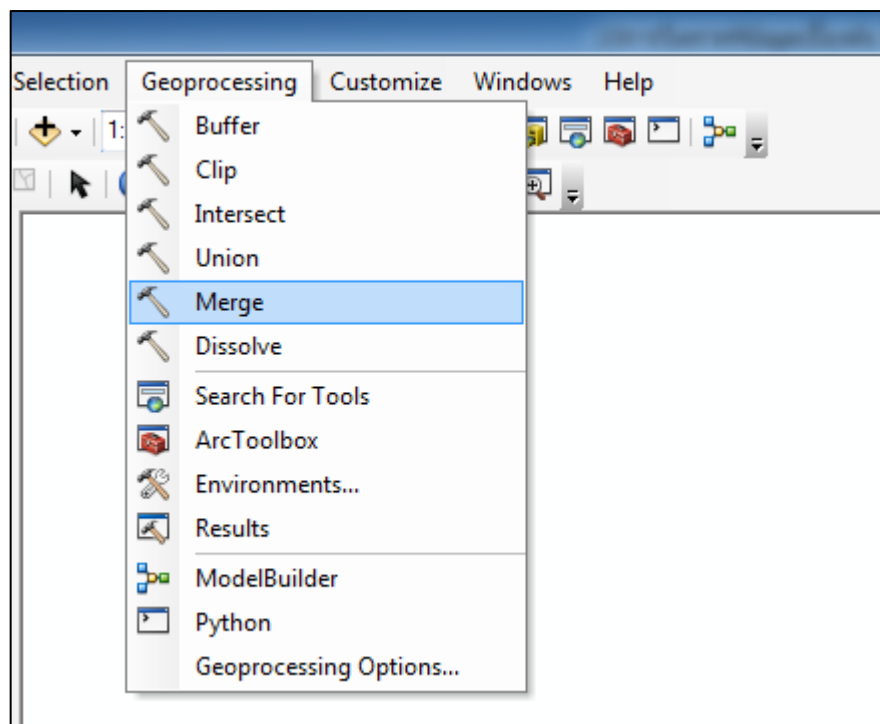 Selection Geoprocessing Customize Windows Help
1:
Buffer
Clip
Intersect
Union
Merge
Dissolve
Search For Tools
ArcToolbox
Environments...
Results
ModelBuilder
Python
Geoprocessing Options...